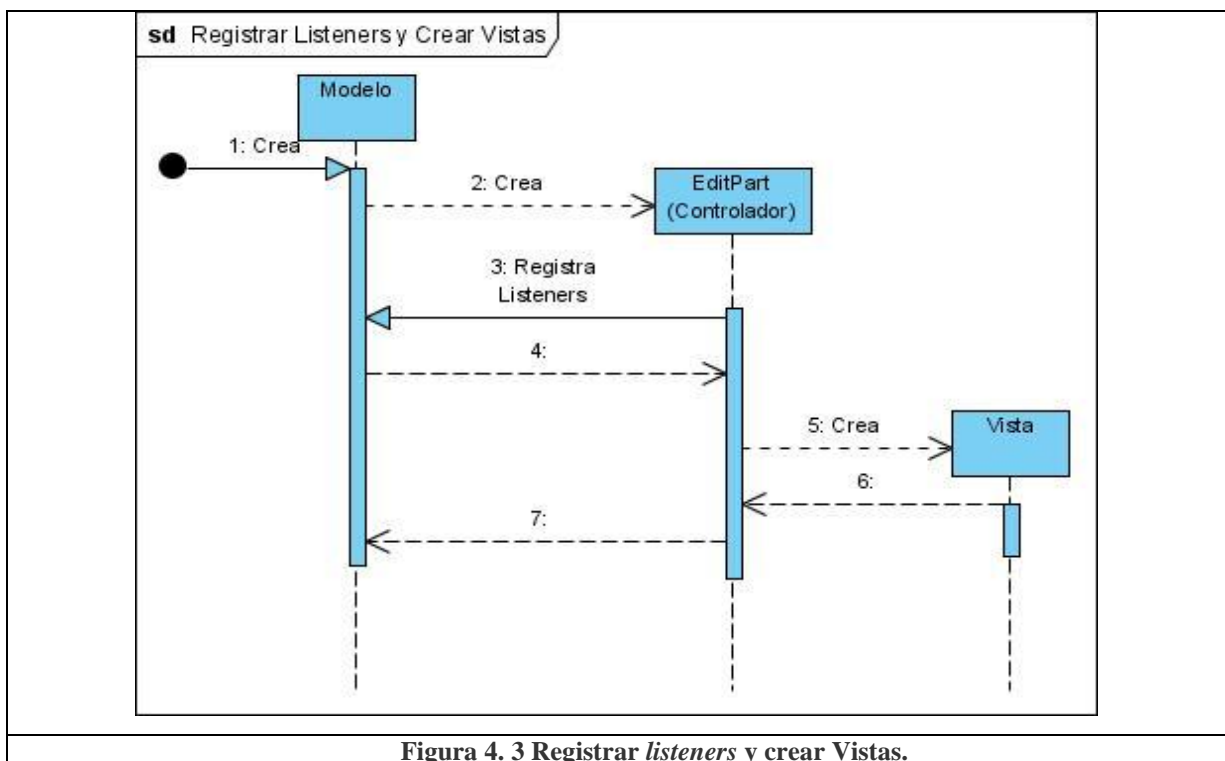 sd Registrar Listeners y Crear Vistas
Modelo
1: Crea
2: Crea
EditPart
(Controlador)
3: Registra
Listeners
4:
5: Crea
Vista
6:
7:
Figura 4. 3 Registrar listeners y crear Vistas.